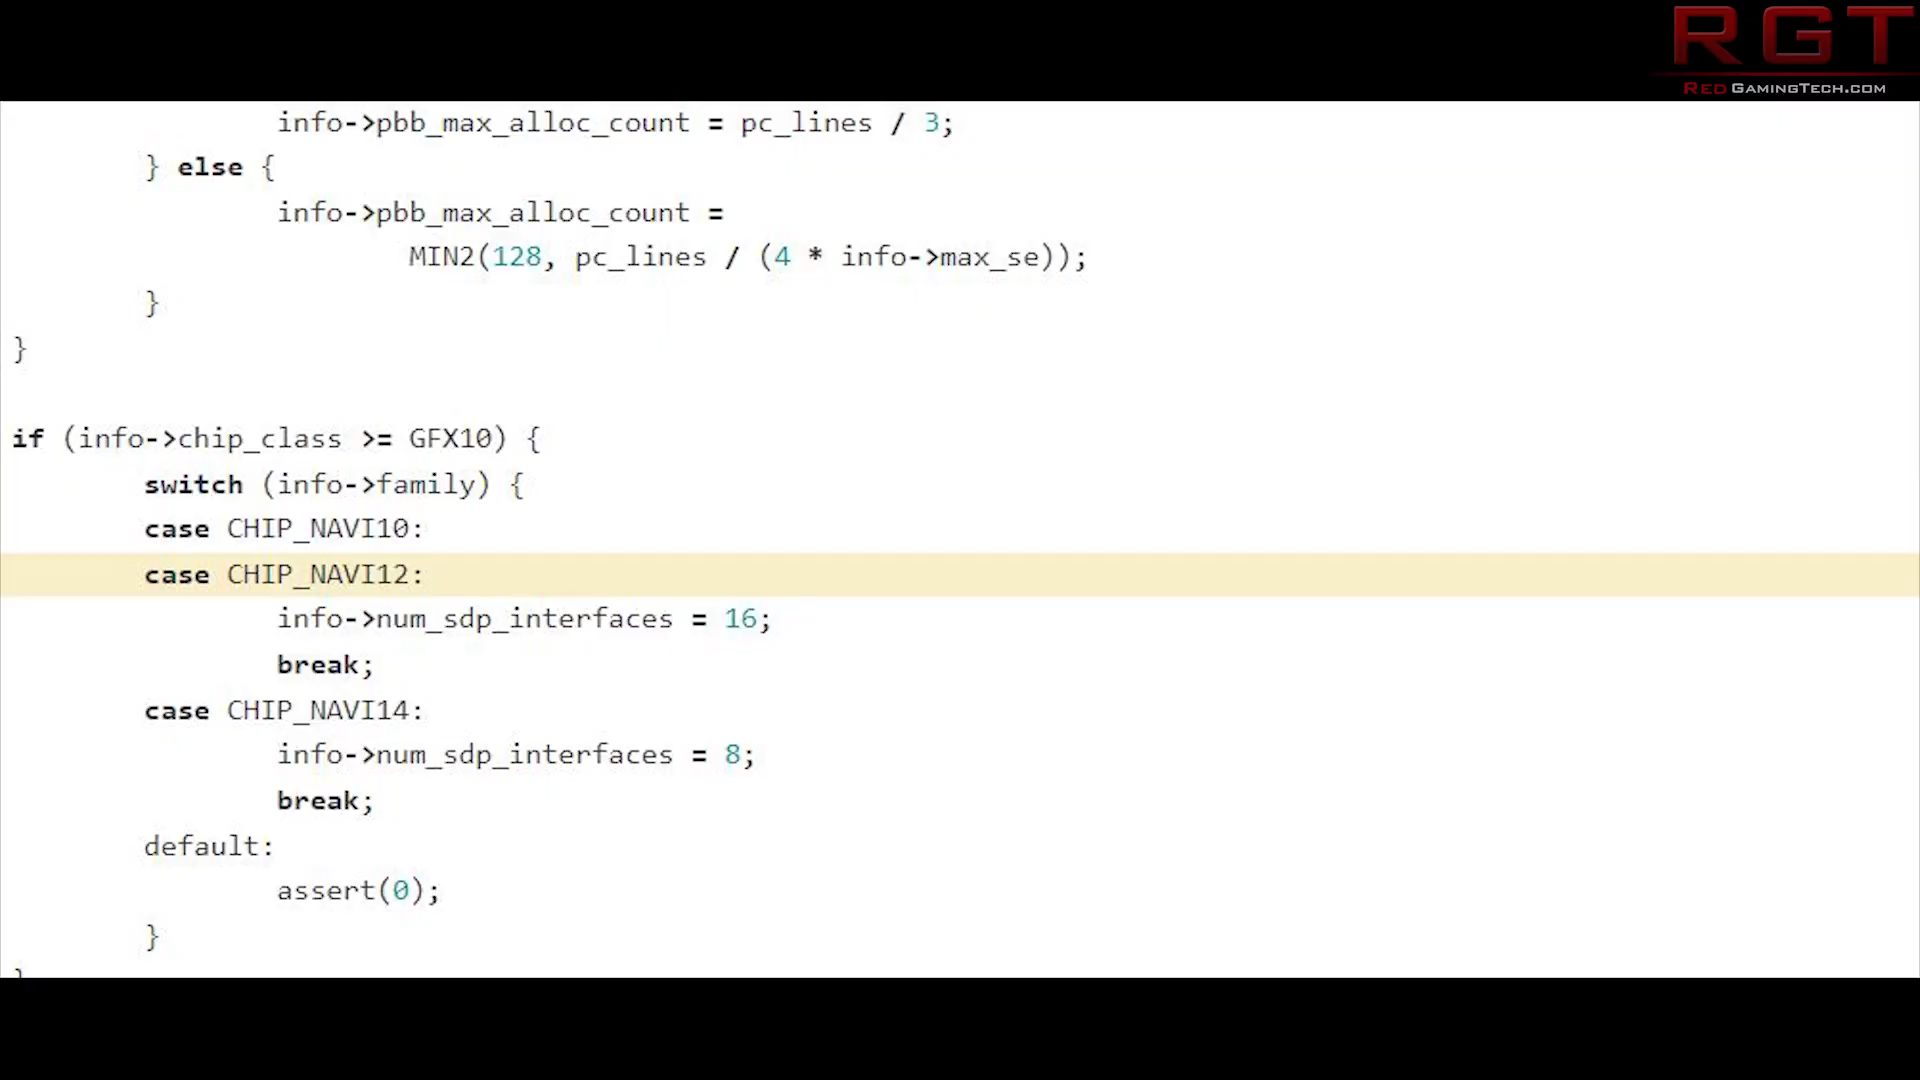 RGT
RedGamingTech.com
info->pbb_max_alloc_count = pc_lines / 3;
} else {
info->pbb_max_alloc_count =
MIN2(128, pc_lines / (4 * info->max_se));
}
}
if (info->chip_class >= GFX10) {
switch (info->family) {
case CHIP_NAVI10:
case CHIP_NAVI12:
info->num_sdp_interfaces = 16;
break;
case CHIP_NAVI14:
info->num_sdp_interfaces = 8;
break;
default:
assert(0);
}
}